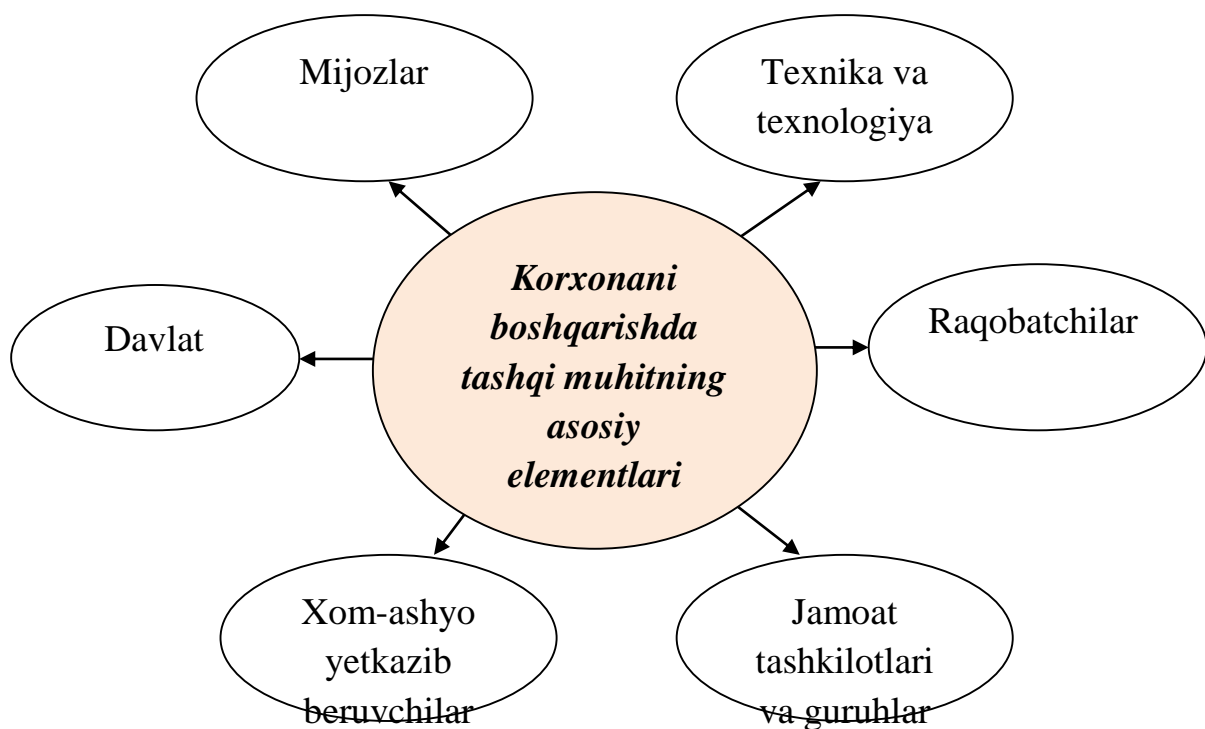 Mijozlar
Texnika va
texnologiya
Davlat
Korxonani
boshqarishda
tashqi muhitning
asosiy
elementlari
Raqobatchilar
Xom-ashyo
yetkazib
beruvchilar
Jamoat
tashkilotlari
va guruhlar